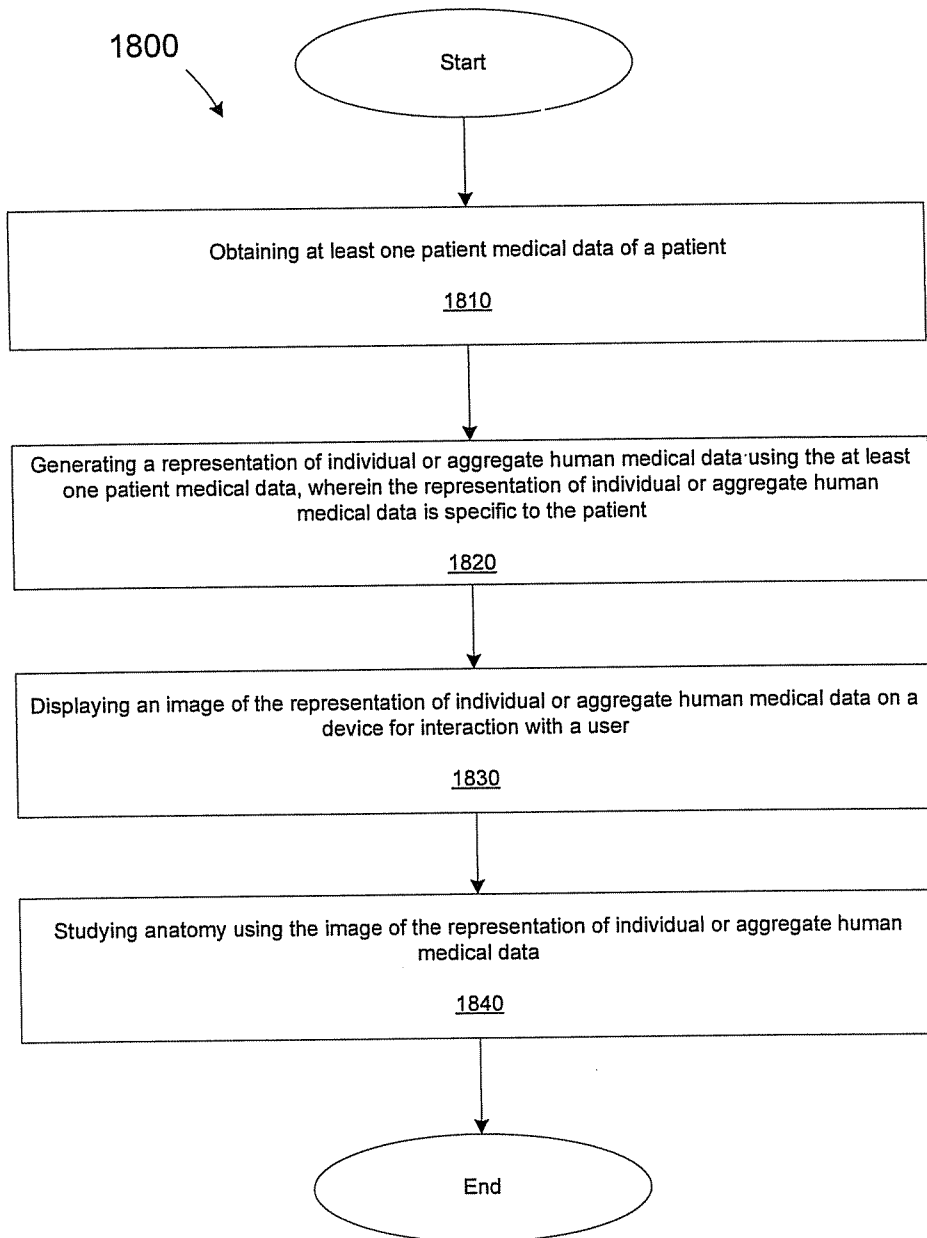 1800
Start
Obtaining at least one patient medical data of a patient
1810
Generating a representation of individual or aggregate human medical data using the at least
one patient medical data, wherein the representation of individual or aggregate human
medical data is specific to the patient
1820
Displaying an image of the representation of individual or aggregate human medical data on a
device for interaction with a user
1830
Studying anatomy using the image of the representation of individual or aggregate human
medical data
1840
End